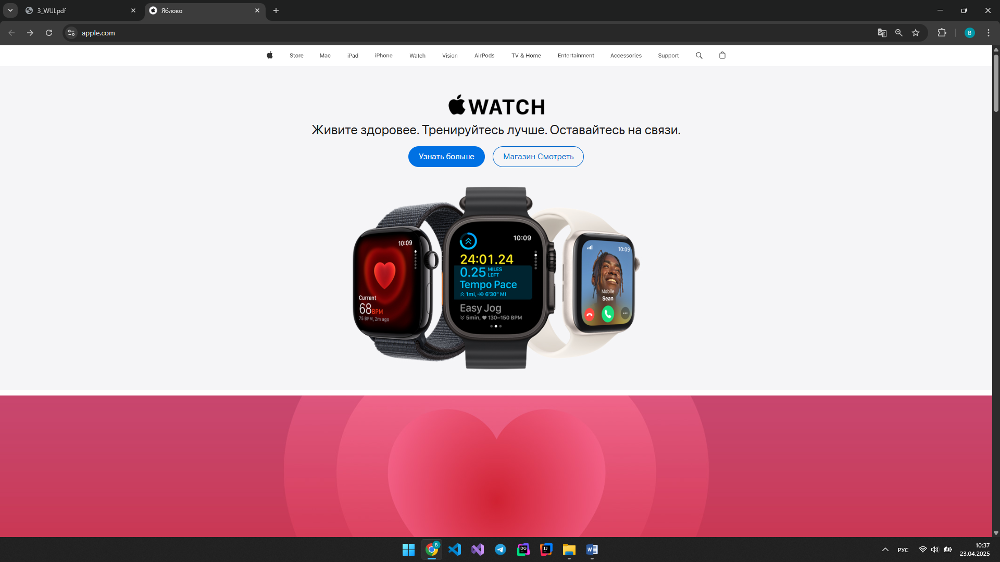 3_WUI.pdf
Яблоко
apple.com
B
Store Mac iPad iPhone Watch Vision AirPods TV & Home Entertainment Accessories Support
WATCH
Живите здоровее. Тренируйтесь лучше. Оставайтесь на связи.
Узнать больше
Магазин Смотреть
10:09
Current
68BPM
75 BPM, 2m ago
10:09
24:01.24
0.25 MILES LEFT
Tempo Pace
1mi, 6'30" MI
Easy Jog
5min, 130–150 BPM
10:09
Mobile
Sean
B
DG
IJ
W
РУС
10:37
23.04.2025